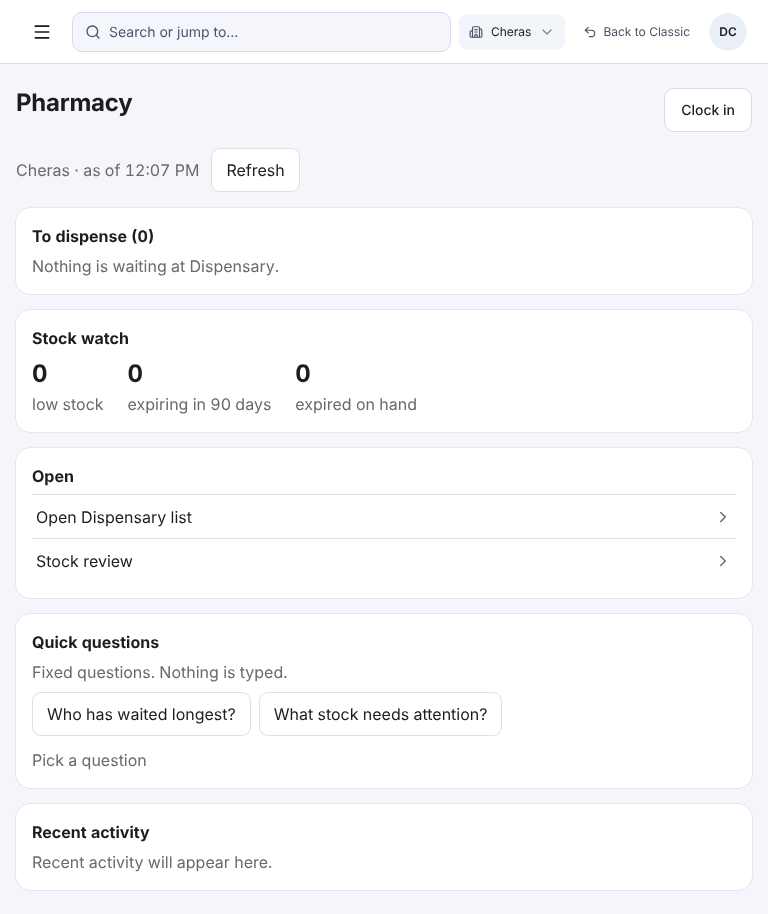 Search or jump to...
Cheras
Back to Classic
DC
Pharmacy
Clock in
Cheras · as of 12:07 PM
Refresh
To dispense (0)
Nothing is waiting at Dispensary.
Stock watch
0 0 0
low stock expiring in 90 days expired on hand
Open
Open Dispensary list
Stock review
Quick questions
Fixed questions. Nothing is typed.
Who has waited longest? What stock needs attention?
Pick a question
Recent activity
Recent activity will appear here.